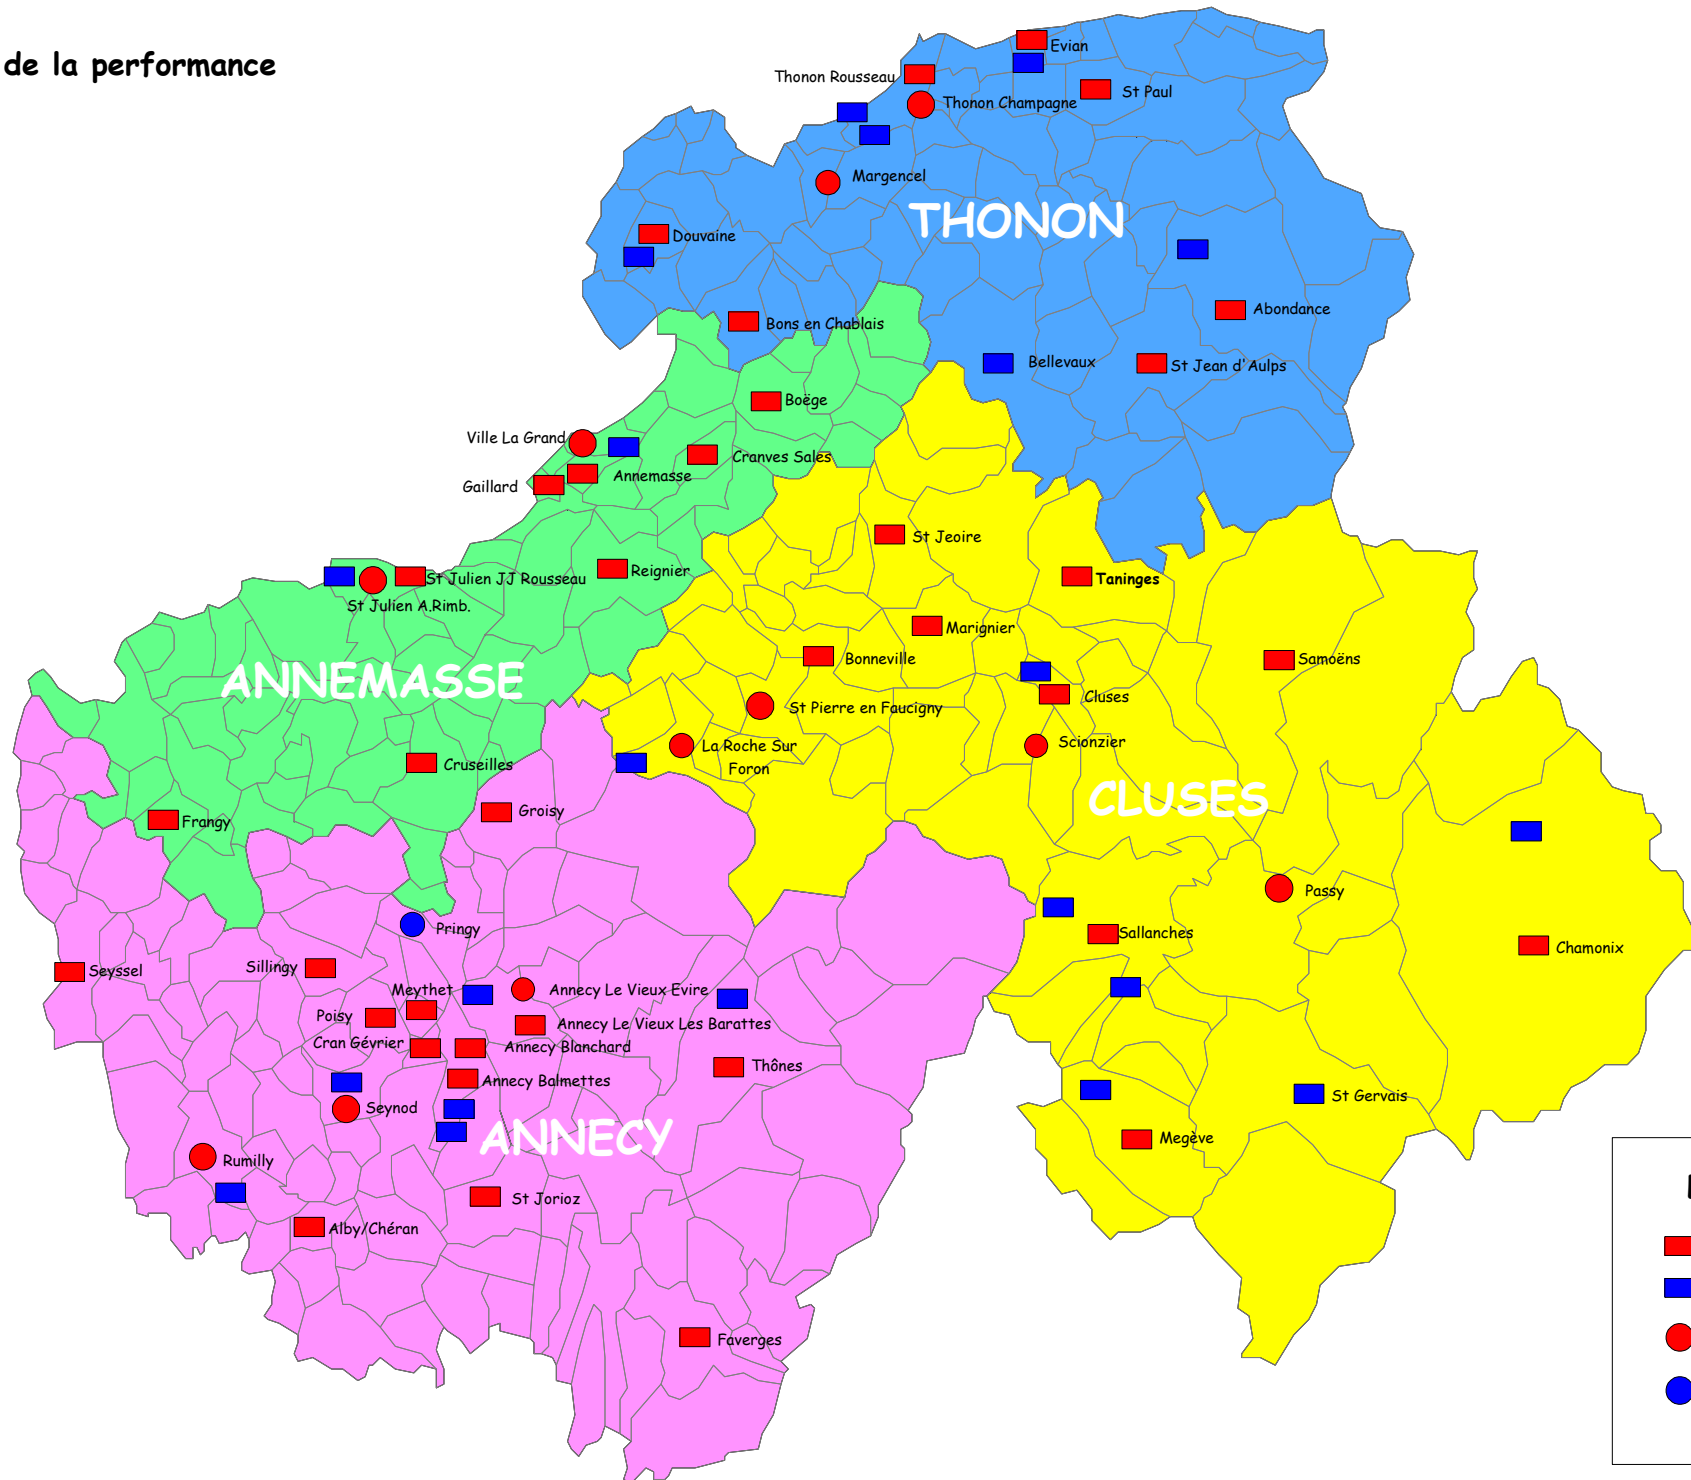 de la performance
Evian
Thonon Rousseau
St Paul
Thonon Champagne
Margencel
THONON
Douvaine
Abondance
Bons en Chablais
Bellevaux
St Jean d'Aulps
Boëge
Ville La Grand
Cranves Sales
Annemasse
Gaillard
St Jeoire
Reignier
St Julien JJ Rousseau
Taninges
St Julien A.Rimb.
Marignier
Bonneville
Samoëns
ANNEMASSE
Cluses
St Pierre en Faucigny
Scionzier
La Roche Sur
Foron
Cruseilles
CLUSES
Groisy
Frangy
Passy
Pringy
Sallanches
Chamonix
Sillingy
Seyssel
Meythet
Annecy Le Vieux Evire
Poisy
Annecy Le Vieux Les Barattes
Cran Gévrier
Annecy Blanchard
Thônes
Annecy Balmettes
St Gervais
Seynod
ANNECY
Megève
Rumilly
St Jorioz
Alby/Chéran
Faverges